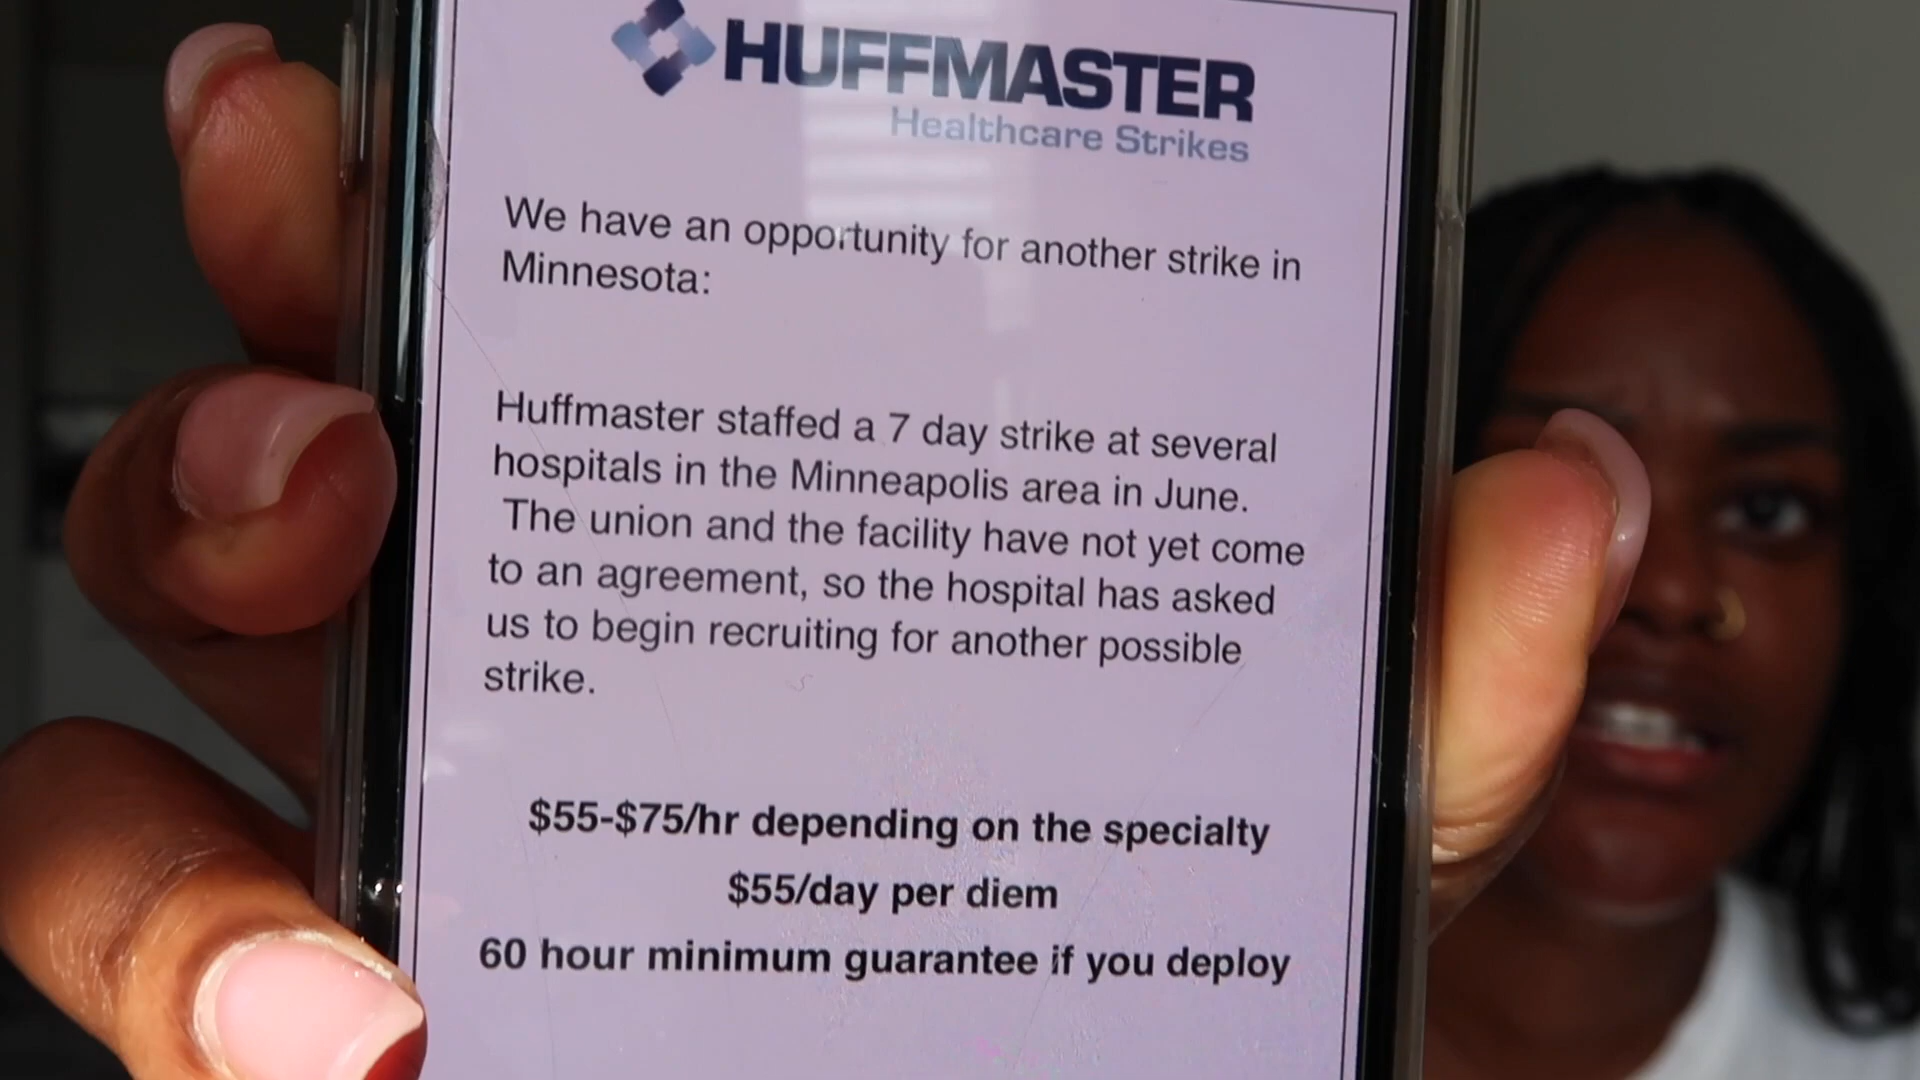 HUFFMASTER
Healthcare Strikes
We have an opportunity for another strike in
Minnesota:
Huffmaster staffed a 7 day strike at several
hospitals in the Minneapolis area in June.
The union and the facility have not yet come
to an agreement, so the hospital has asked
us to begin recruiting for another possible
strike.
$55-$75/hr depending on the specialty
$55/day per diem
60 hour minimum guarantee if you deploy